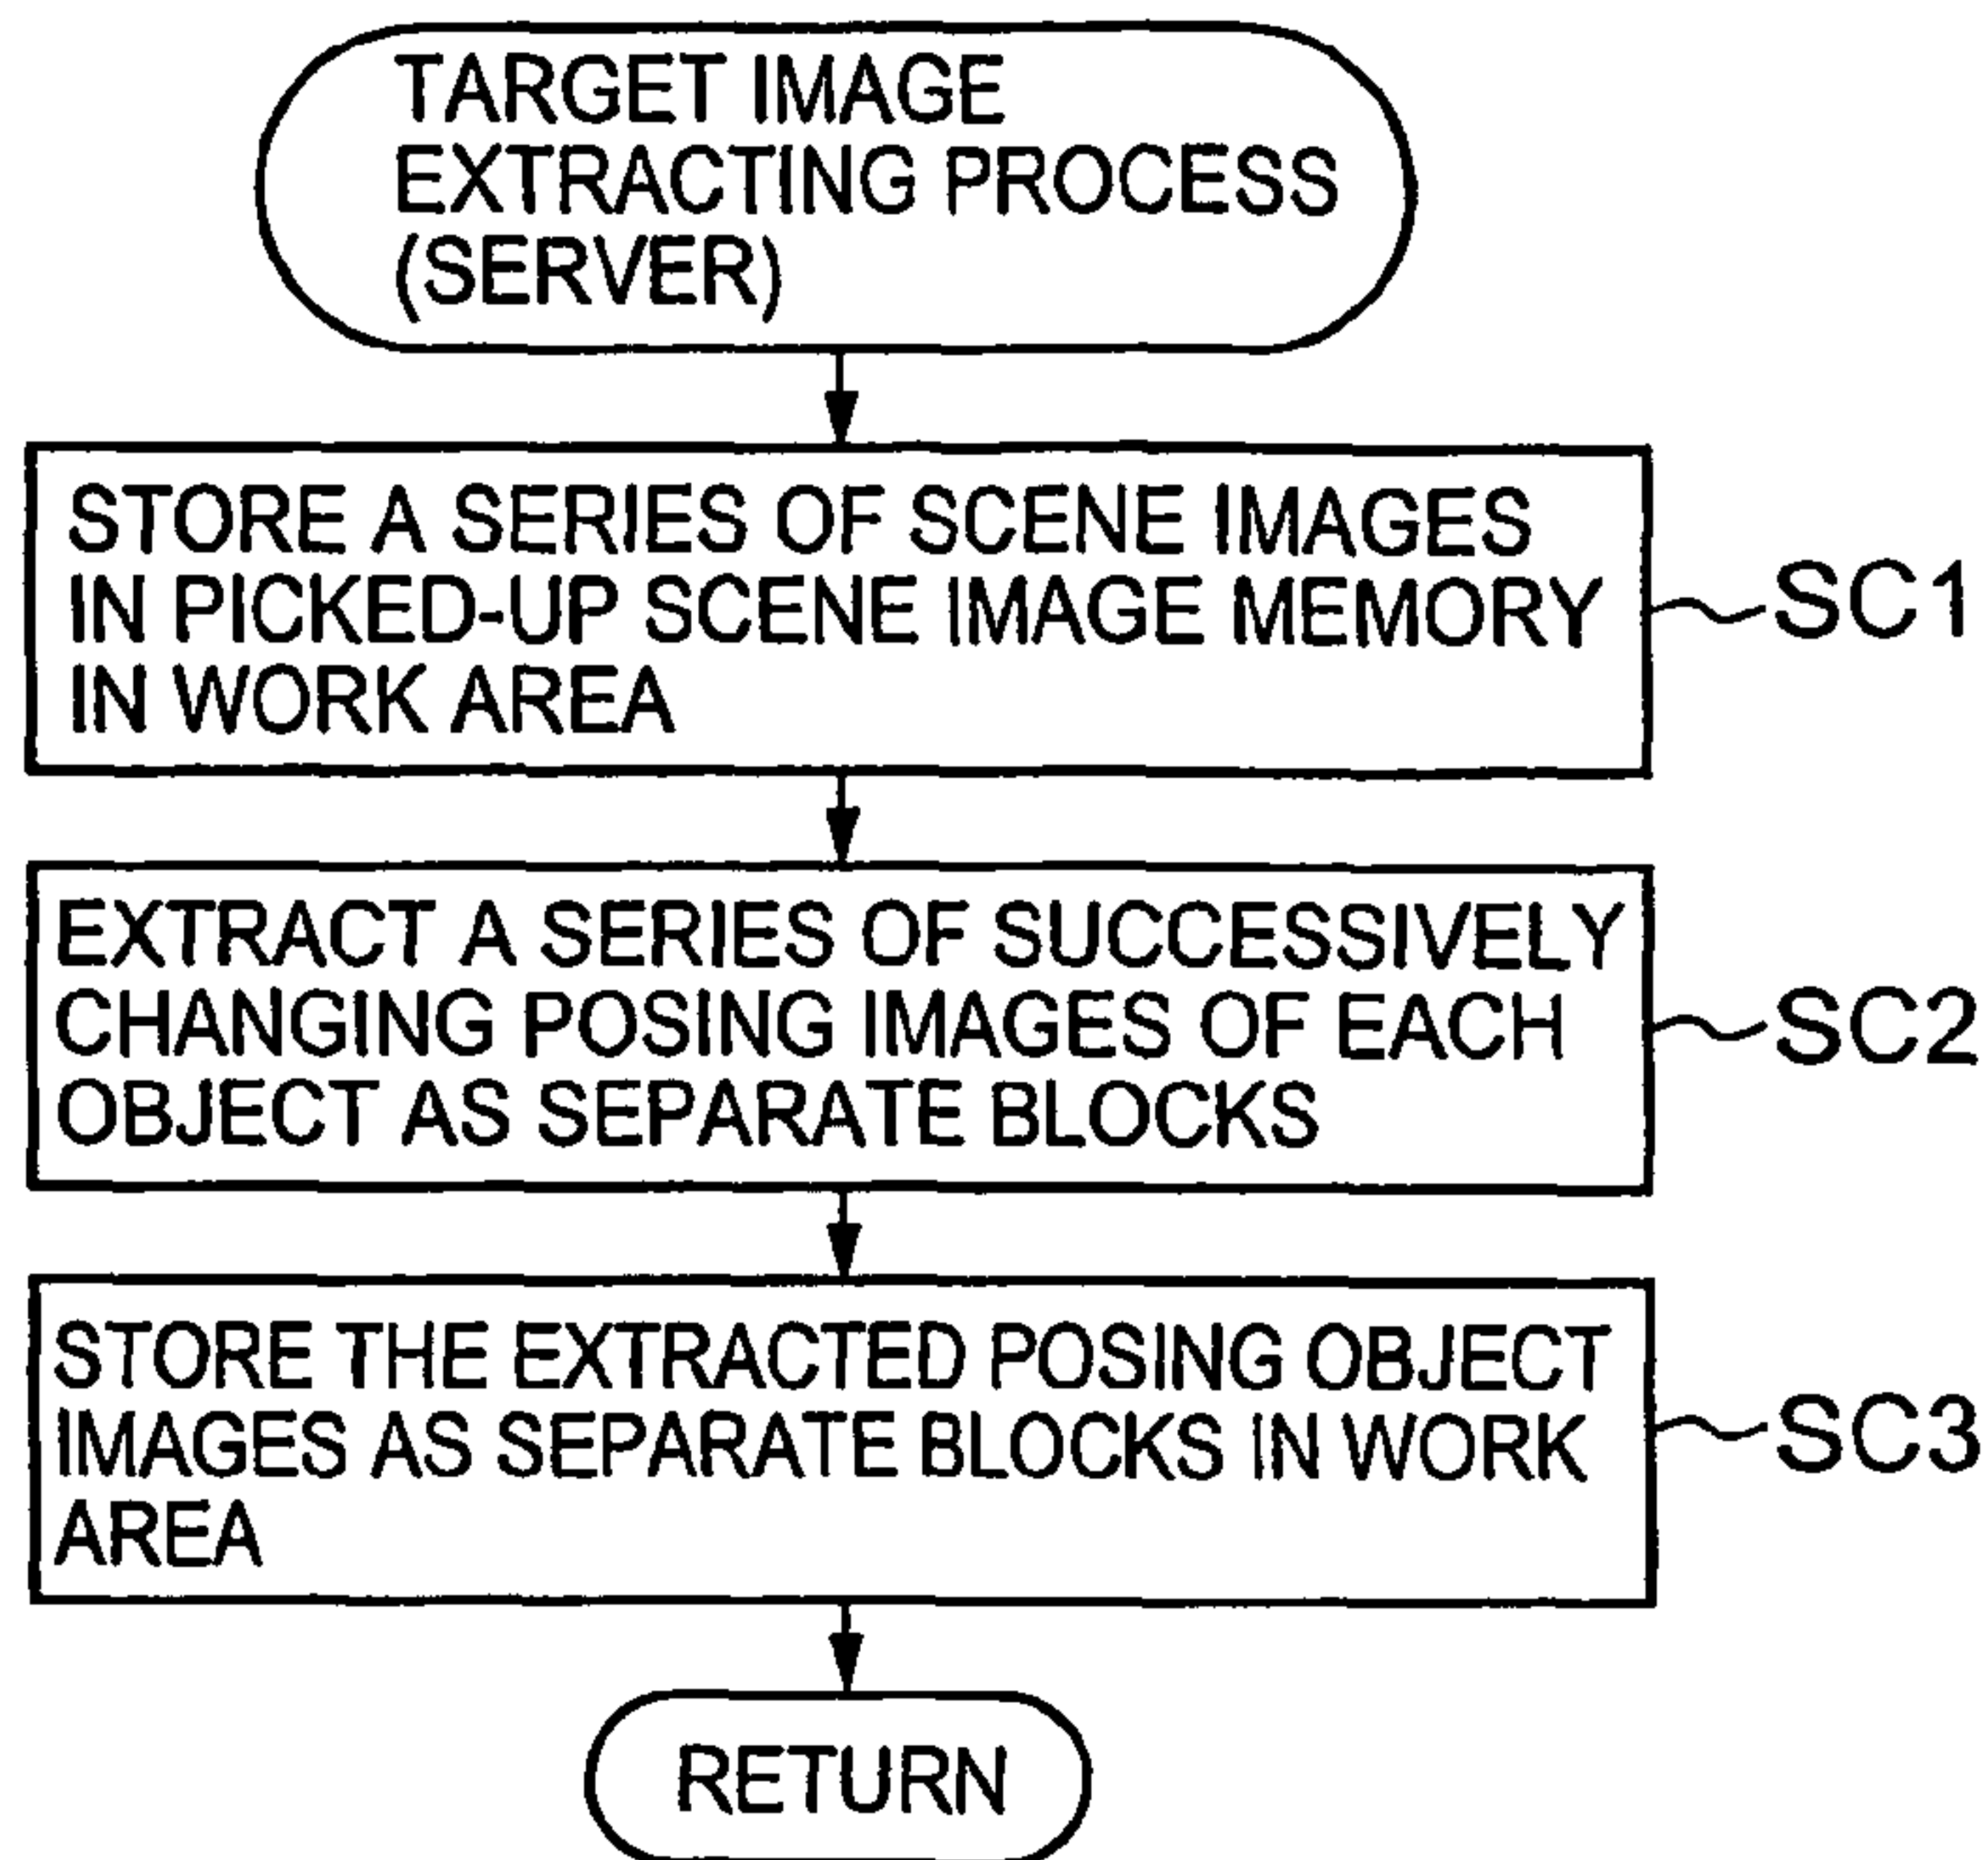 TARGET IMAGE
EXTRACTING PROCESS
(SERVER)
STORE A SERIES OF SCENE IMAGES
IN PICKED-UP SCENE IMAGE MEMORY
IN WORK AREA
SC1
EXTRACT A SERIES OF SUCCESSIVELY
CHANGING POSING IMAGES OF EACH
OBJECT AS SEPARATE BLOCKS
SC2
STORE THE EXTRACTED POSING OBJECT
IMAGES AS SEPARATE BLOCKS IN WORK
AREA
SC3
RETURN